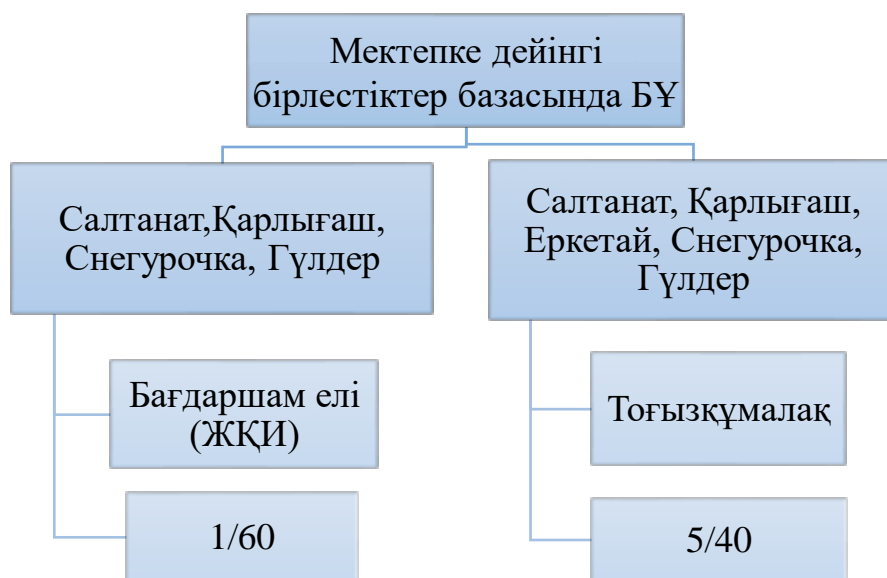 Мектепке дейінгі
бірлестіктер базасында БҰ
Салтанат,Қарлығаш,
Снегурочка, Гүлдер
Бағдаршам елі
(ЖҚИ)
1/60
Салтанат, Қарлығаш,
Еркетай, Снегурочка,
Гүлдер
Тоғызқұмалақ
5/40